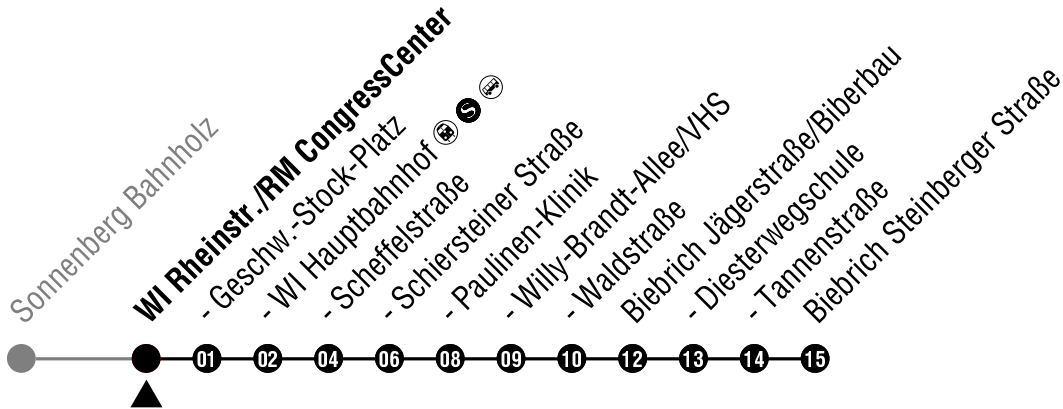 Sonnenberg Bahnholz
WI Rheinstr./RM CongressCenter
- Geschw.-Stock-Platz
- WI Hauptbahnhof S
- Scheffelstraße
- Schiersteiner Straße
- Paulinen-Klinik
- Willy-Brandt-Allee/VHS
- Waldstraße
Biebrich Jägerstraße/Biberbau
- Diesterwegschule
- Tannenstraße
Biebrich Steinberger Straße
01 02 04 06 08 09 10 12 13 14 15